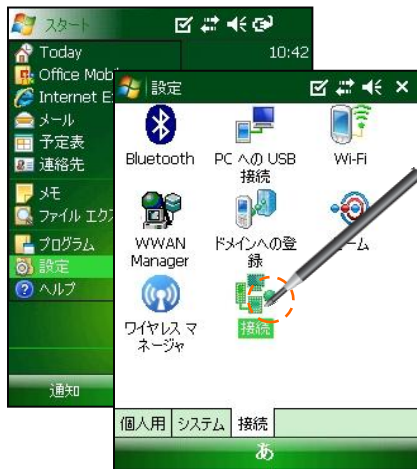 スタート
Today
10:42
Office Mob
Internet E
メール
予定表
連絡先
メモ
ファイル エク
プログラム
設定
ヘルプ
通知
設定
Bluetooth
PC への USB
接続
Wi-Fi
WWAN
Manager
ドメインへの登
録
ーム
ワイヤレス マ
ネージャ
接続
個人用
システム
接続
あ